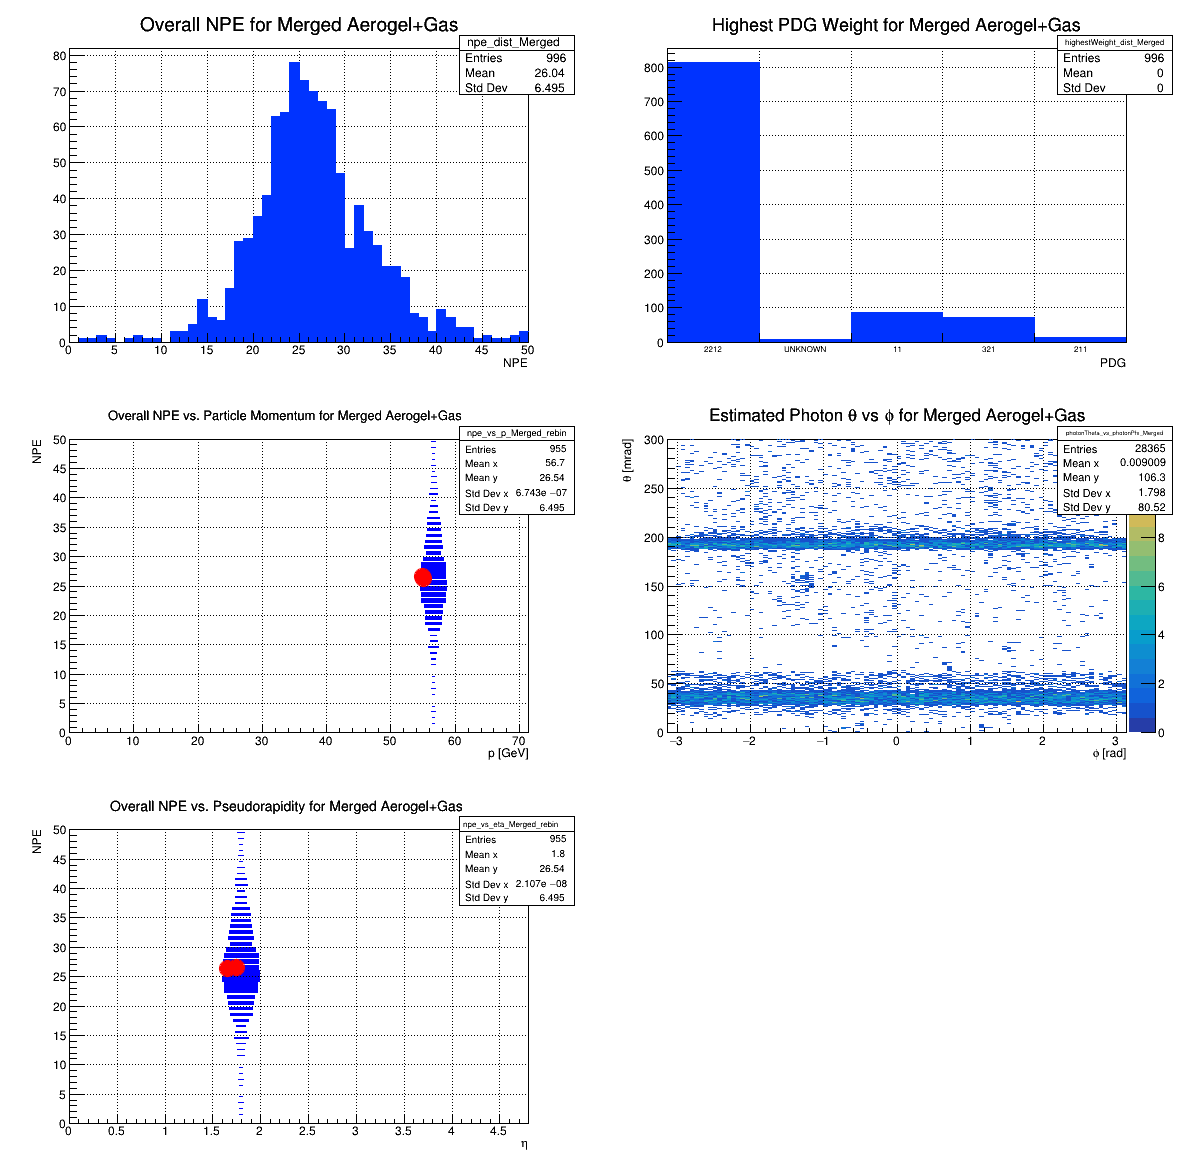 Overall NPE for Merged Aerogel+Gas
npe_dist_Merged
Entries 996
Mean 26.04
Std Dev 6.495
80
70
60
50
40
30
20
10
0
0 5 10 15 20 25 30 35 40 45 50
NPE
Highest PDG Weight for Merged Aerogel+Gas
highestWeight_dist_Merged
Entries 996
Mean 0
Std Dev 0
800
700
600
500
400
300
200
100
0
2212 UNKNOWN 11 321 211
PDG
Overall NPE vs. Particle Momentum for Merged Aerogel+Gas
npe_vs_p_Merged_rebin
Entries 955
Mean x 56.7
Mean y 26.54
Std Dev x 6.743e −07
Std Dev y 6.495
NPE
50
45
40
35
30
25
20
15
10
5
0
0 10 20 30 40 50 60 70
p [GeV]
Estimated Photon θ vs ϕ for Merged Aerogel+Gas
photonTheta_vs_photonPhi_Merged
Entries 28365
Mean x 0.009009
Mean y 106.3
Std Dev x 1.798
Std Dev y 80.52
θ [mrad]
300
250
200
150
100
50
0
−3 −2 −1 0 1 2 3
ϕ [rad]
8
6
4
2
0
Overall NPE vs. Pseudorapidity for Merged Aerogel+Gas
npe_vs_eta_Merged_rebin
Entries 955
Mean x 1.8
Mean y 26.54
Std Dev x 2.107e −08
Std Dev y 6.495
NPE
50
45
40
35
30
25
20
15
10
5
0
0 0.5 1 1.5 2 2.5 3 3.5 4 4.5
η